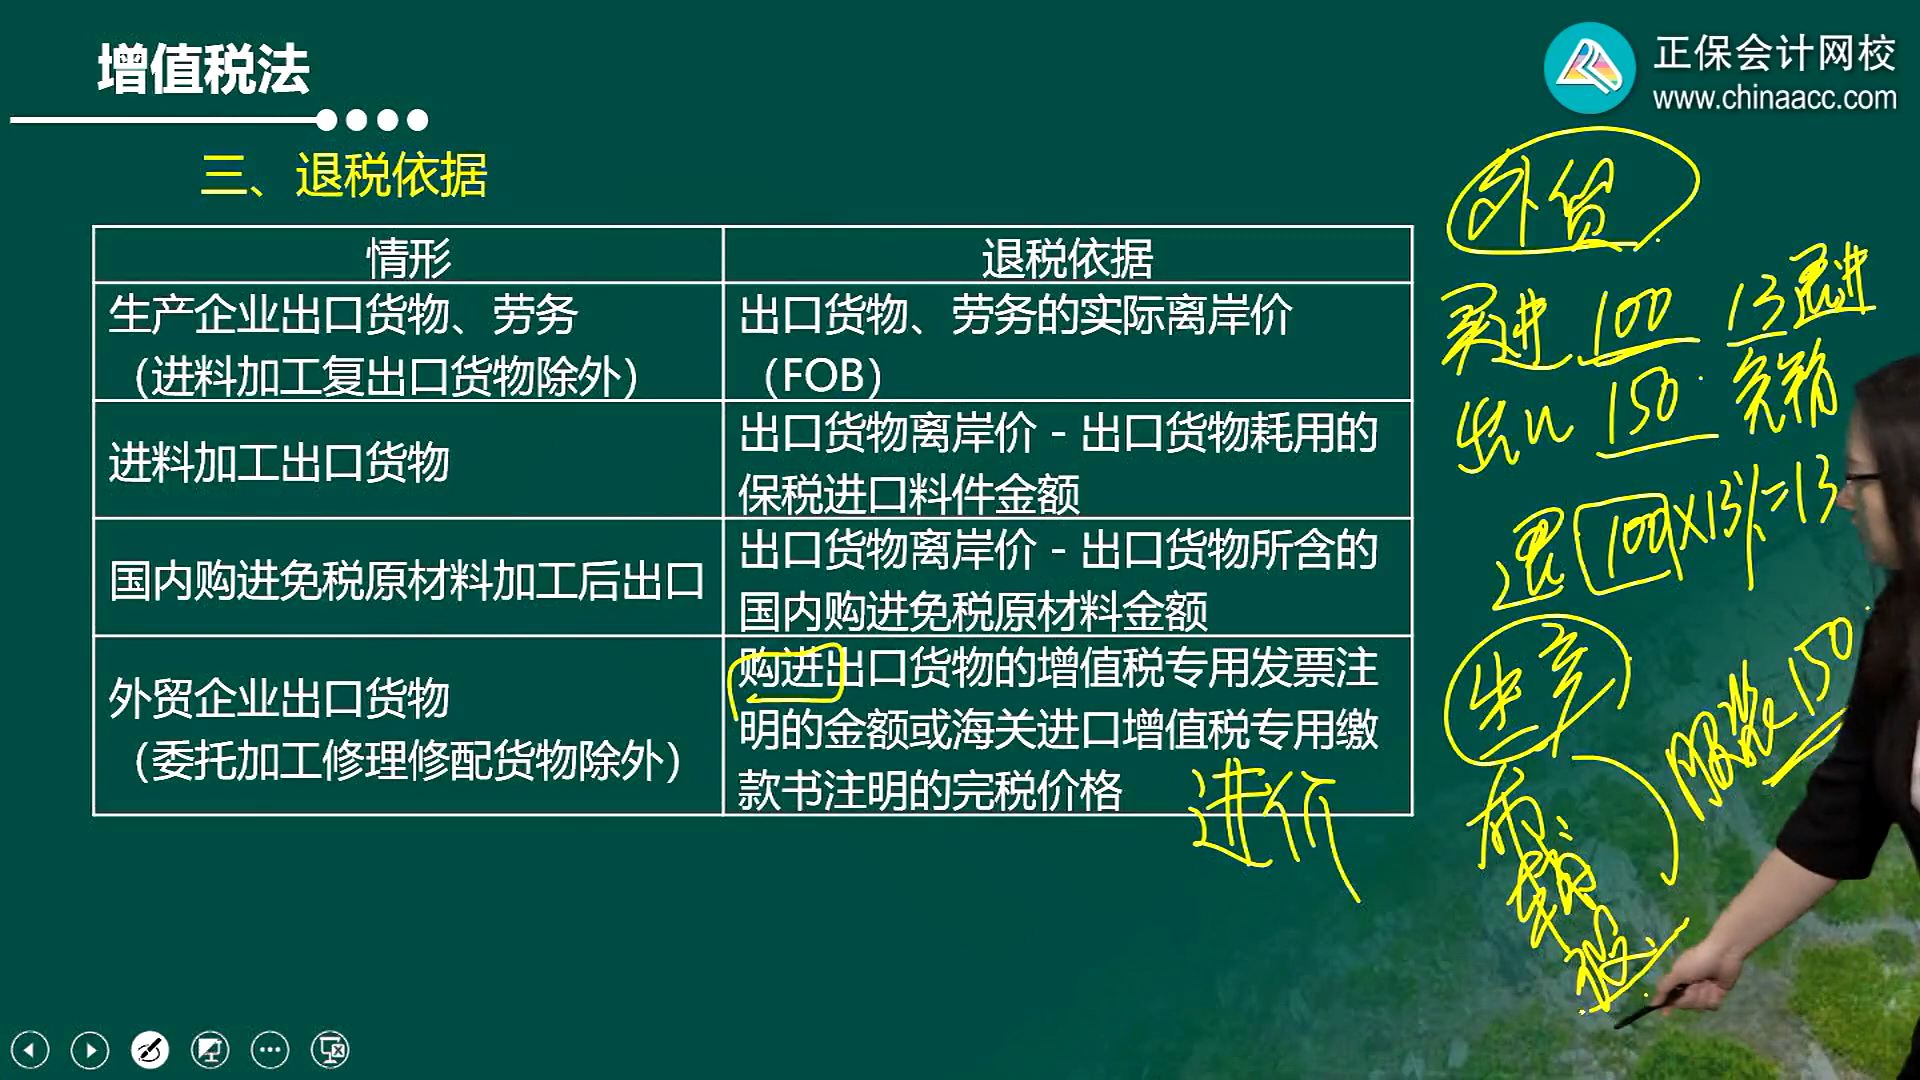 增值税法
正保会计网校
www.chinaacc.com
三、退税依据
情形
退税依据
生产企业出口货物、劳务
（进料加工复出口货物除外）
出口货物、劳务的实际离岸价
（FOB）
进料加工出口货物
出口货物离岸价－出口货物耗用的
保税进口料件金额
国内购进免税原材料加工后出口
出口货物离岸价－出口货物所含的
国内购进免税原材料金额
外贸企业出口货物
（委托加工修理修配货物除外）
购进出口货物的增值税专用发票注
明的金额或海关进口增值税专用缴
款书注明的完税价格
进价
外贸
买进 100 13 退进
出口 150 免销
退 100×13%=13
生产
服装 150
布